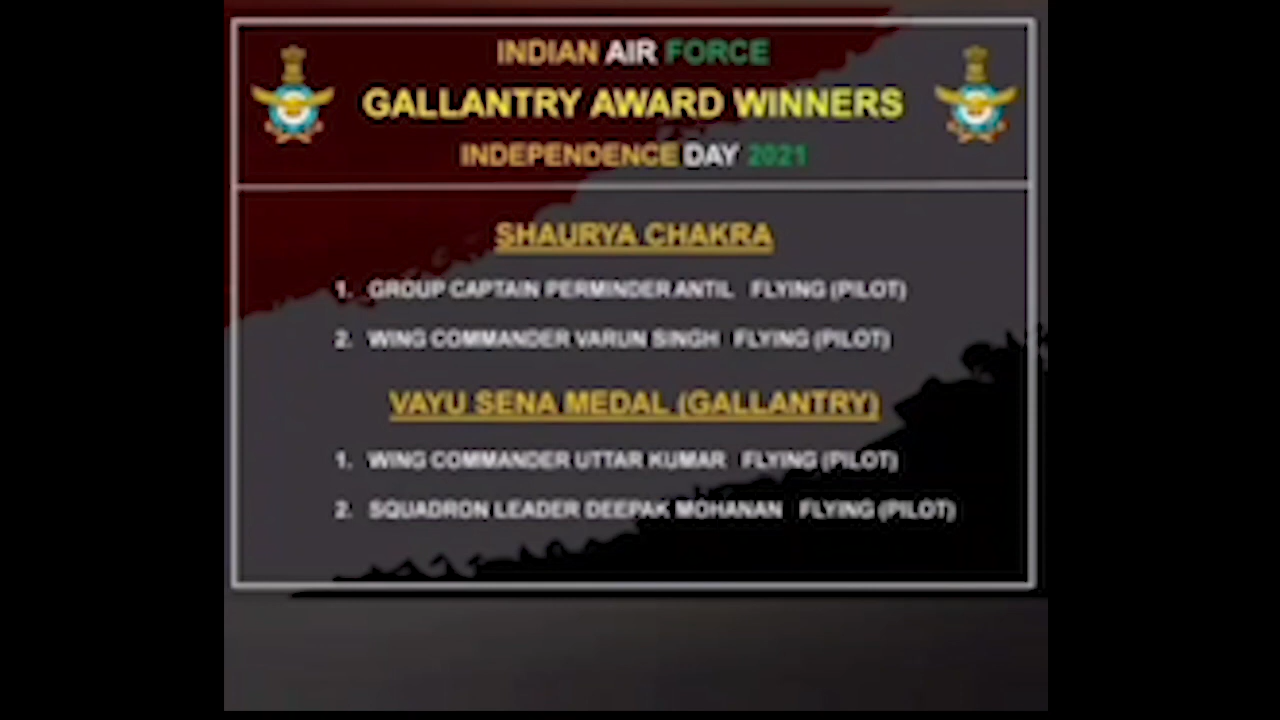 INDIAN AIR FORCE
GALLANTRY AWARD WINNERS
INDEPENDENCE DAY 2021
SHAURYA CHAKRA
1. GROUP CAPTAIN PERMINDER ANTIL FLYING (PILOT)
2. WING COMMANDER VARUN SINGH FLYING (PILOT)
VAYU SENA MEDAL (GALLANTRY)
1. WING COMMANDER UTTAR KUMAR FLYING (PILOT)
2. SQUADRON LEADER DEEPAK MOHANAN FLYING (PILOT)